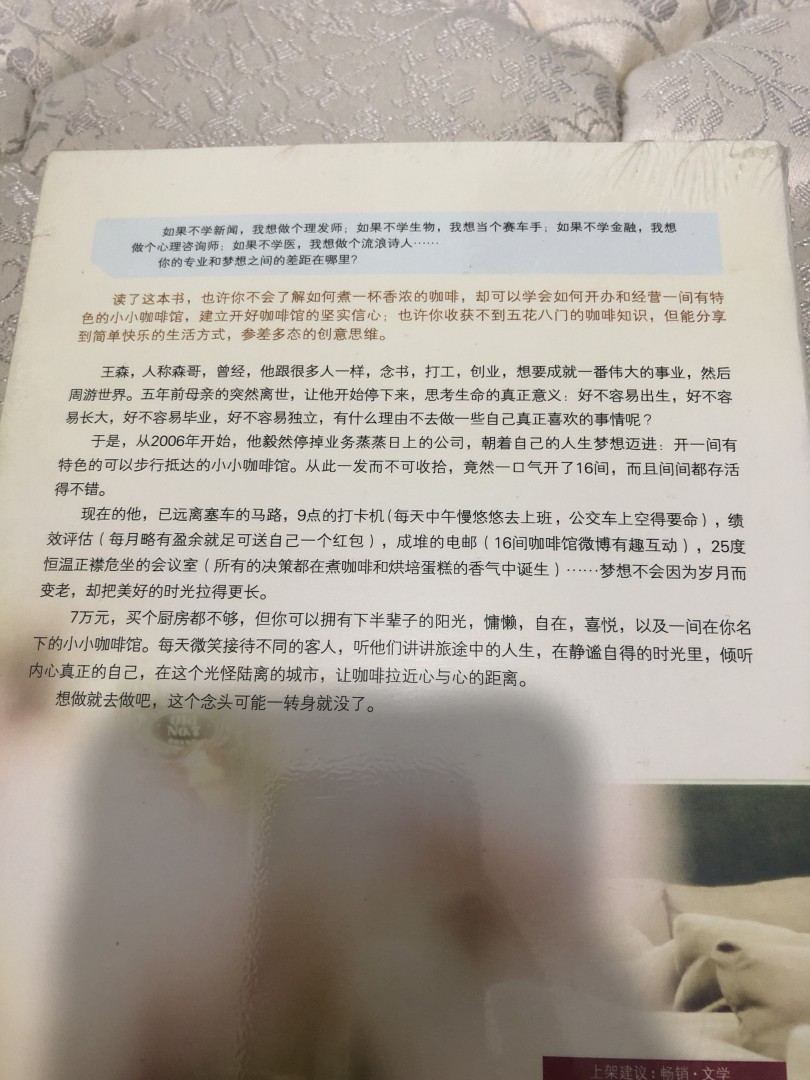 如果不学新闻，我想做个理发师；如果不学生物，我想当个赛车手；如果不学金融，我想
做个心理咨询师；如果不学医，我想做个流浪诗人……
你的专业和梦想之间的差距在哪里？
读了这本书，也许你不会了解如何煮一杯香浓的咖啡，却可以学会如何开办和经营一间有特
色的小小咖啡馆，建立开好咖啡馆的坚实信心；也许你收获不到五花八门的咖啡知识，但能分享
到简单快乐的生活方式，参差多态的创意思维。
王森，人称森哥，曾经，他跟很多人一样，念书，打工，创业，想要成就一番伟大的事业，然后
周游世界。五年前母亲的突然离世，让他开始停下来，思考生命的真正意义：好不容易出生，好不容
易长大，好不容易毕业，好不容易独立，有什么理由不去做一些自己真正喜欢的事情呢？
于是，从2006年开始，他毅然停掉业务蒸蒸日上的公司，朝着自己的人生梦想迈进：开一间有
特色的可以步行抵达的小小咖啡馆。从此一发而不可收拾，竟然一口气开了16间，而且间间都存活
得不错。
现在的他，已远离塞车的马路，9点的打卡机（每天中午慢悠悠去上班，公交车上空得要命），绩
效评估（每月略有盈余就足可送自己一个红包），成堆的电邮（16间咖啡馆微博有趣互动），25度
恒温正襟危坐的会议室（所有的决策都在煮咖啡和烘培蛋糕的香气中诞生）……梦想不会因为岁月而
变老，却把美好的时光拉得更长。
7万元，买个厨房都不够，但你可以拥有下半辈子的阳光，慵懒，自在，喜悦，以及一间在你名
下的小小咖啡馆。每天微笑接待不同的客人，听他们讲讲旅途中的人生，在静谧自得的时光里，倾听
内心真正的自己，在这个光怪陆离的城市，让咖啡拉近心与心的距离。
想做就去做吧，这个念头可能一转身就没了。
No.7
上架建议：畅销·文学